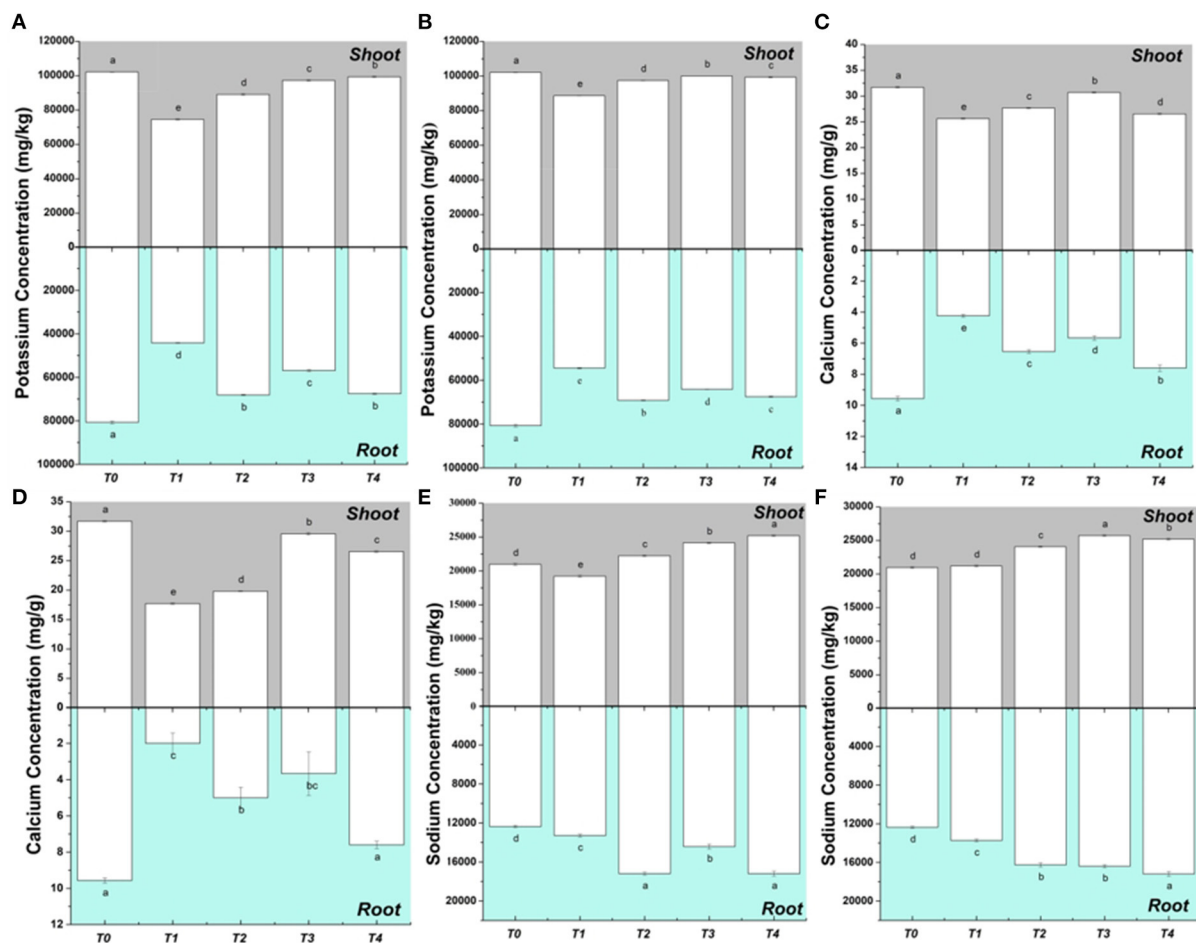 A
Potassium Concentration (mg/kg)
120000
100000
80000
60000
40000
20000
0
20000
40000
60000
80000
100000
Shoot
a
e
d
c
b
a
d
b
c
b
Root
T0 T1 T2 T3 T4
B
Potassium Concentration (mg/kg)
120000
100000
80000
60000
40000
20000
0
20000
40000
60000
80000
100000
Shoot
a
e
d
b
c
a
e
b
d
c
Root
T0 T1 T2 T3 T4
C
Calcium Concentration (mg/g)
40
35
30
25
20
15
10
5
0
2
4
6
8
10
12
14
Shoot
a
e
c
b
d
a
e
c
d
b
Root
T0 T1 T2 T3 T4
D
Calcium Concentration (mg/g)
35
30
25
20
15
10
5
0
2
4
6
8
10
12
Shoot
a
e
d
b
c
a
c
b
bc
a
Root
T0 T1 T2 T3 T4
E
Sodium Concentration (mg/kg)
30000
25000
20000
15000
10000
5000
0
4000
8000
12000
16000
20000
Shoot
d
e
c
b
a
d
c
a
b
a
Root
T0 T1 T2 T3 T4
F
Sodium Concentration (mg/kg)
30000
25000
20000
15000
10000
5000
0
4000
8000
12000
16000
20000
Shoot
d
d
c
a
b
d
c
b
b
a
Root
T0 T1 T2 T3 T4